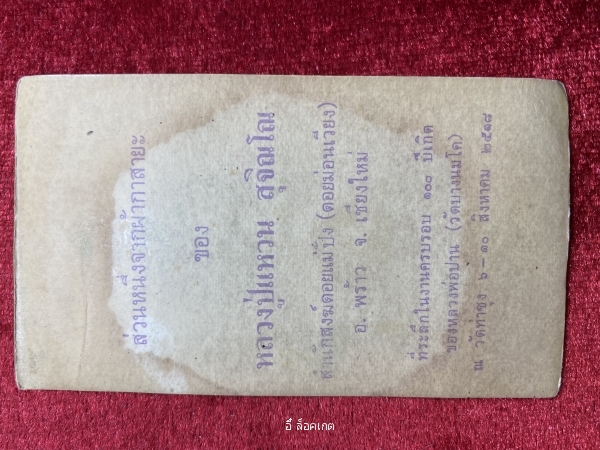 ส่วนหนึ่งจากผ้ากาสายะ
ของ
หลวงปู่แหวน สุจิณโณ
สำนักสงฆ์ดอยแม่ปั๋ง (ดอยม่อนเวียง)
อ. พร้าว จ. เชียงใหม่
ที่ระลึกในงานครบรอบ ๑๐๘ ปีเกิด
ของหลวงพ่อปาน (วัดบางนมโค)
ณ วัดท่าซุง ๖-๑๐ สิงหาคม ๒๕๑๘
อี๋ ล็อคเกต